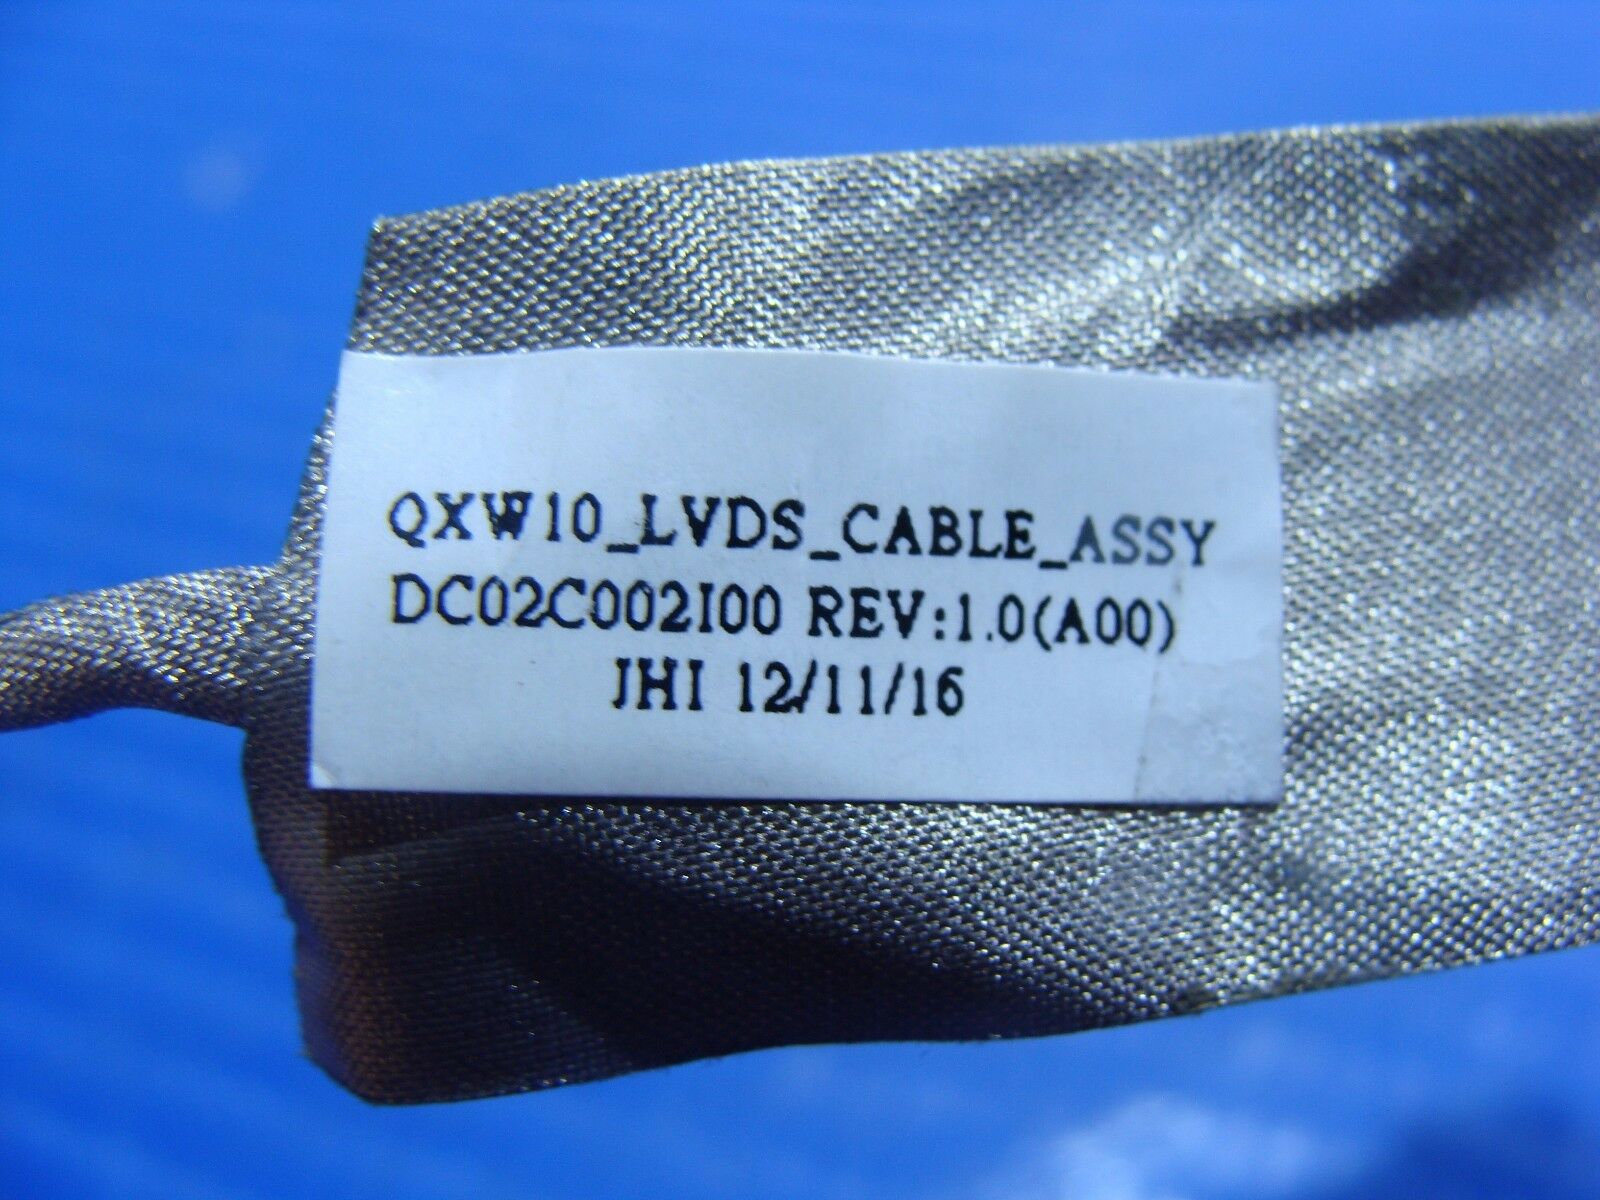 QXW10_LVDS_CABLE_ASSY
DC02C002I00 REV:1.0(A00)
JHI 12/11/16